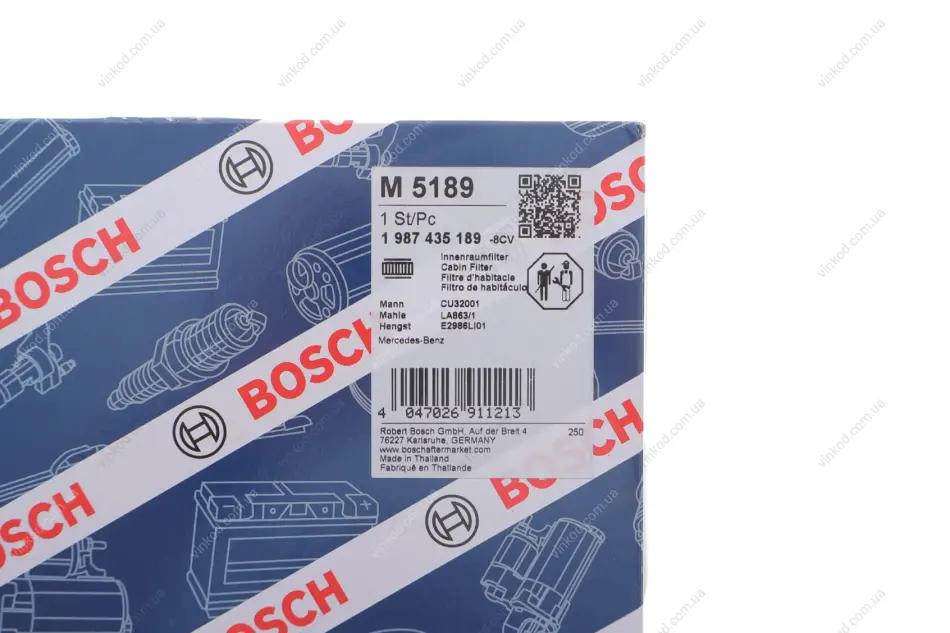 BOSCH
BOSCH
BOSCH
BOSCH
BOSCH
BOSCH
M 5189
1 St/Pc
1 987 435 189 -8CV
Innenraumfilter
Cabin Filter
Filtre d'habitacle
Filtro de habitáculo
Mann CU32001
Mahle LA863/1
Hengst E2986LI01
Mercedes-Benz
4 047026 911213
Robert Bosch GmbH, Auf der Breit 4 250
76227 Karlsruhe, GERMANY
www.boschaftermarket.com
Made in Thailand
Fabriqué en Thaïlande
vinkod.com.ua